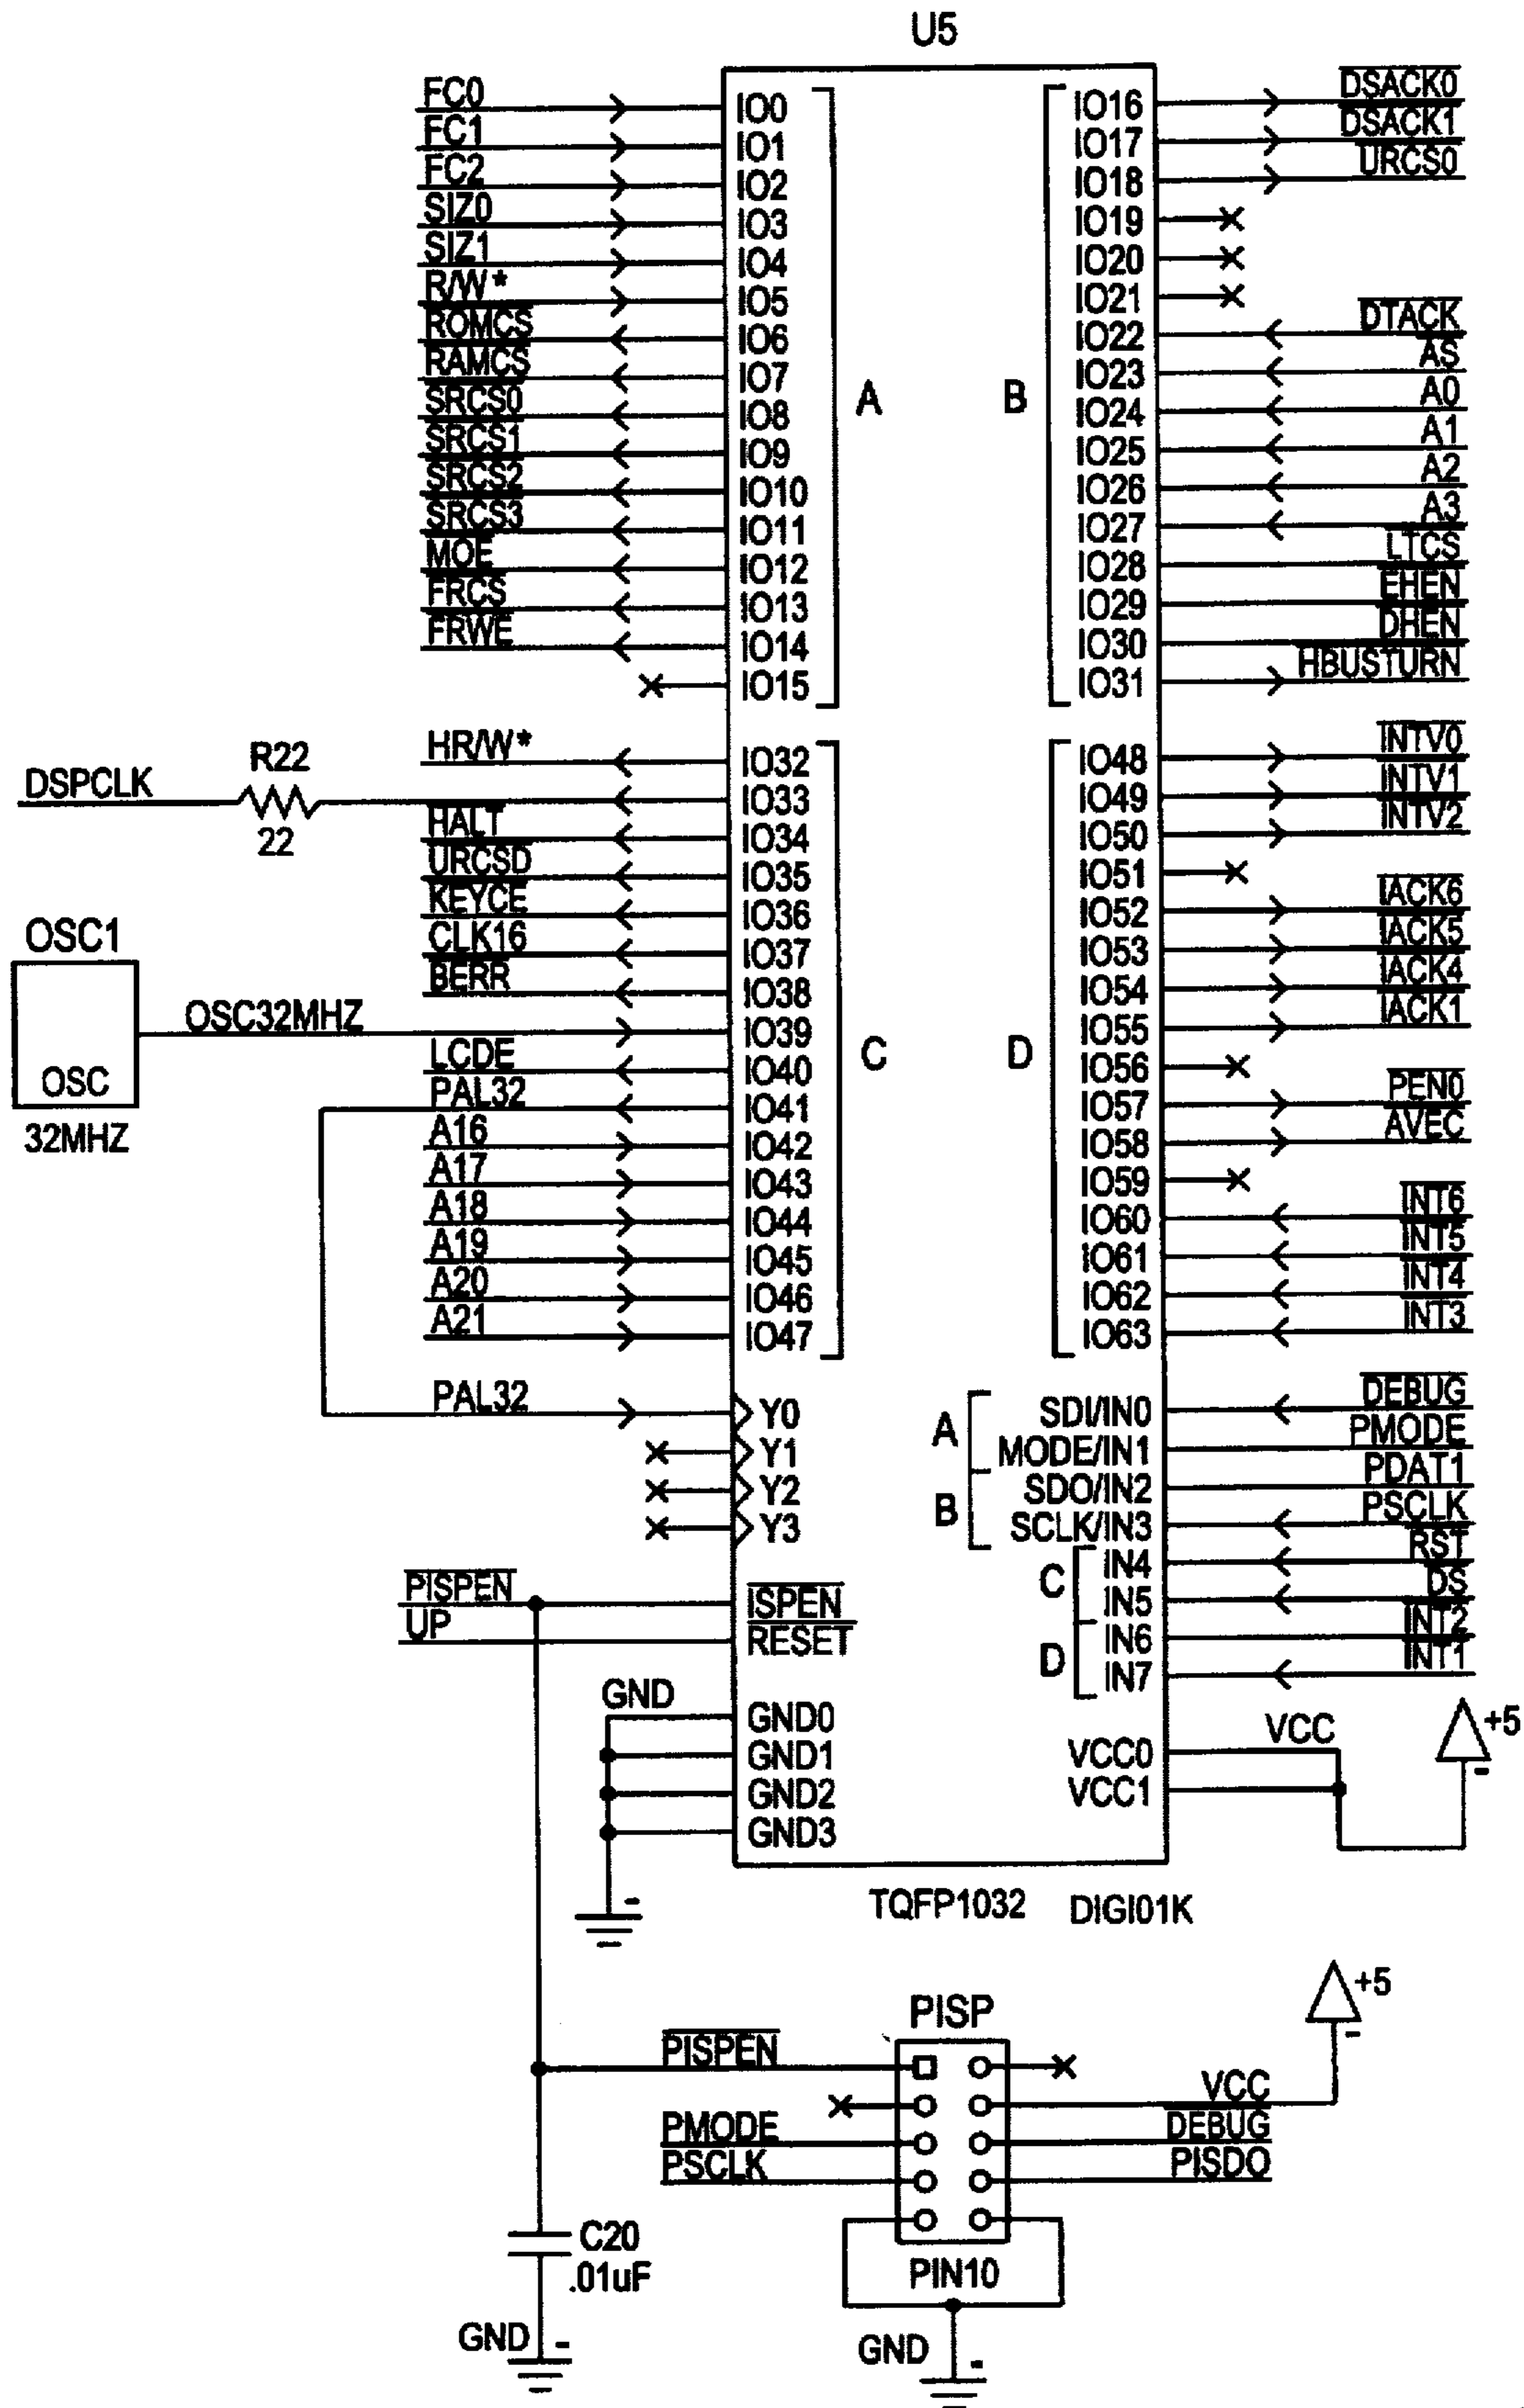 U5
FC0 IO0 IO16 DSACK0
FC1 IO1 IO17 DSACK1
FC2 IO2 IO18 URCS0
SIZ0 IO3 IO19
SIZ1 IO4 IO20
R/W* IO5 IO21
ROMCS IO6 IO22 DTACK
RAMCS IO7 IO23 AS
A B
SRCS0 IO8 IO24 A0
SRCS1 IO9 IO25 A1
SRCS2 IO10 IO26 A2
SRCS3 IO11 IO27 A3
MOE IO12 IO28 LTCS
FRCS IO13 IO29 EHEN
FRWE IO14 IO30 DHEN
IO15 IO31 HBUSTURN
HR/W* IO32 IO48 INTV0
DSPCLK R22 IO33 IO49 INTV1
22
HALT IO34 IO50 INTV2
URCSD IO35 IO51
KEYCE IO36 IO52 IACK6
OSC1
CLK16 IO37 IO53 IACK5
BERR IO38 IO54 IACK4
OSC32MHZ IO39 IO55 IACK1
C D
OSC
LCDE IO40 IO56
PAL32 IO41 IO57 PEN0
32MHZ
A16 IO42 IO58 AVEC
A17 IO43 IO59
A18 IO44 IO60 INT6
A19 IO45 IO61 INT5
A20 IO46 IO62 INT4
A21 IO47 IO63 INT3
PAL32 Y0 A SDI/IN0 DEBUG
Y1 MODE/IN1 PMODE
Y2 B SDO/IN2 PDAT1
Y3 SCLK/IN3 PSCLK
C IN4 RST
PISPEN ISPEN IN5 DS
UP RESET D IN6 INT2
IN7 INT1
GND GND0
GND1 VCC0 VCC +5
GND2 VCC1
GND3
TQFP1032 DIGI01K
PISP +5
PISPEN
VCC
PMODE DEBUG
PSCLK PISDO
C20
.01uF
PIN10
GND
GND